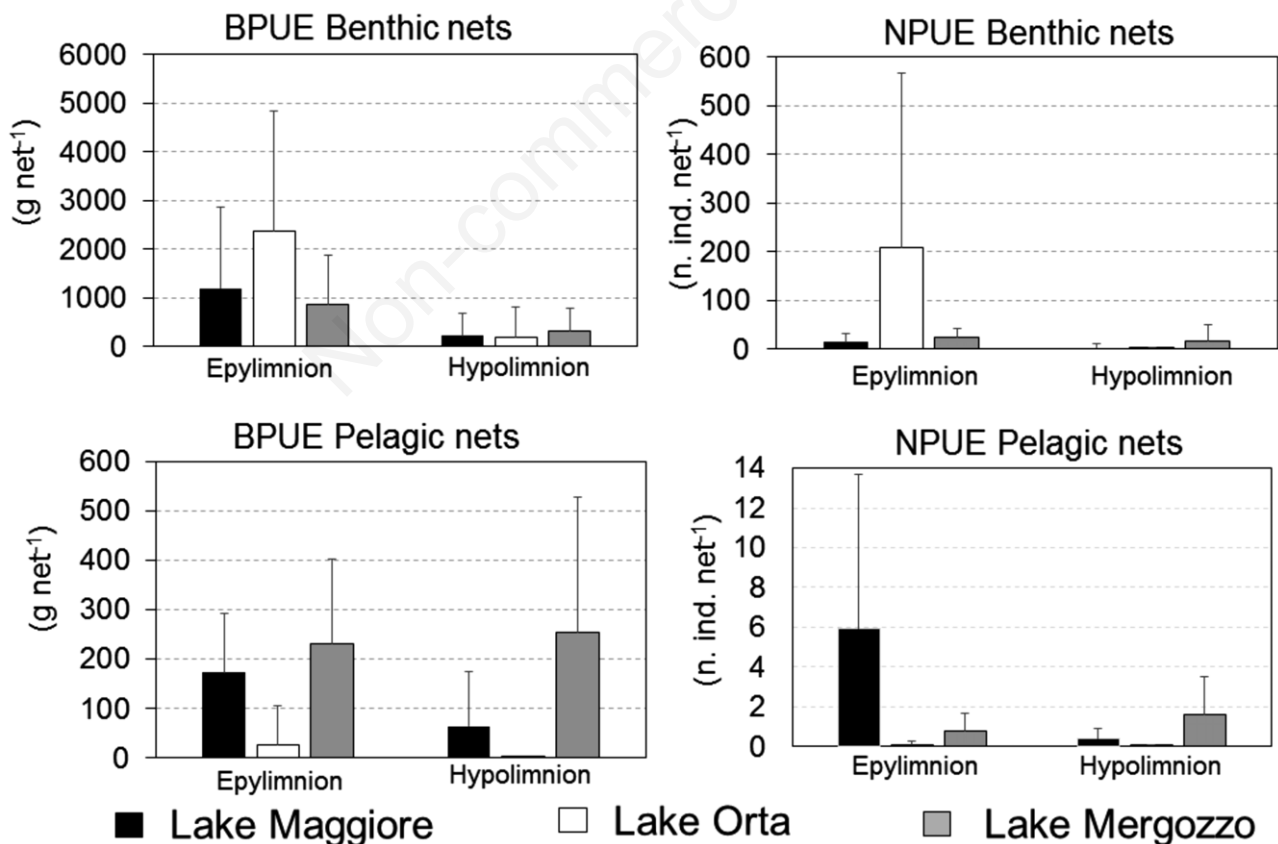 Non-commerc
BPUE Benthic nets
(g net⁻¹)
6000
5000
4000
3000
2000
1000
0
Epylimnion Hypolimnion
NPUE Benthic nets
(n. ind. net⁻¹)
600
500
400
300
200
100
0
Epylimnion Hypolimnion
BPUE Pelagic nets
(g net⁻¹)
600
500
400
300
200
100
0
Epylimnion Hypolimnion
NPUE Pelagic nets
(n. ind. net⁻¹)
14
12
10
8
6
4
2
0
Epylimnion Hypolimnion
Lake Maggiore Lake Orta Lake Mergozzo